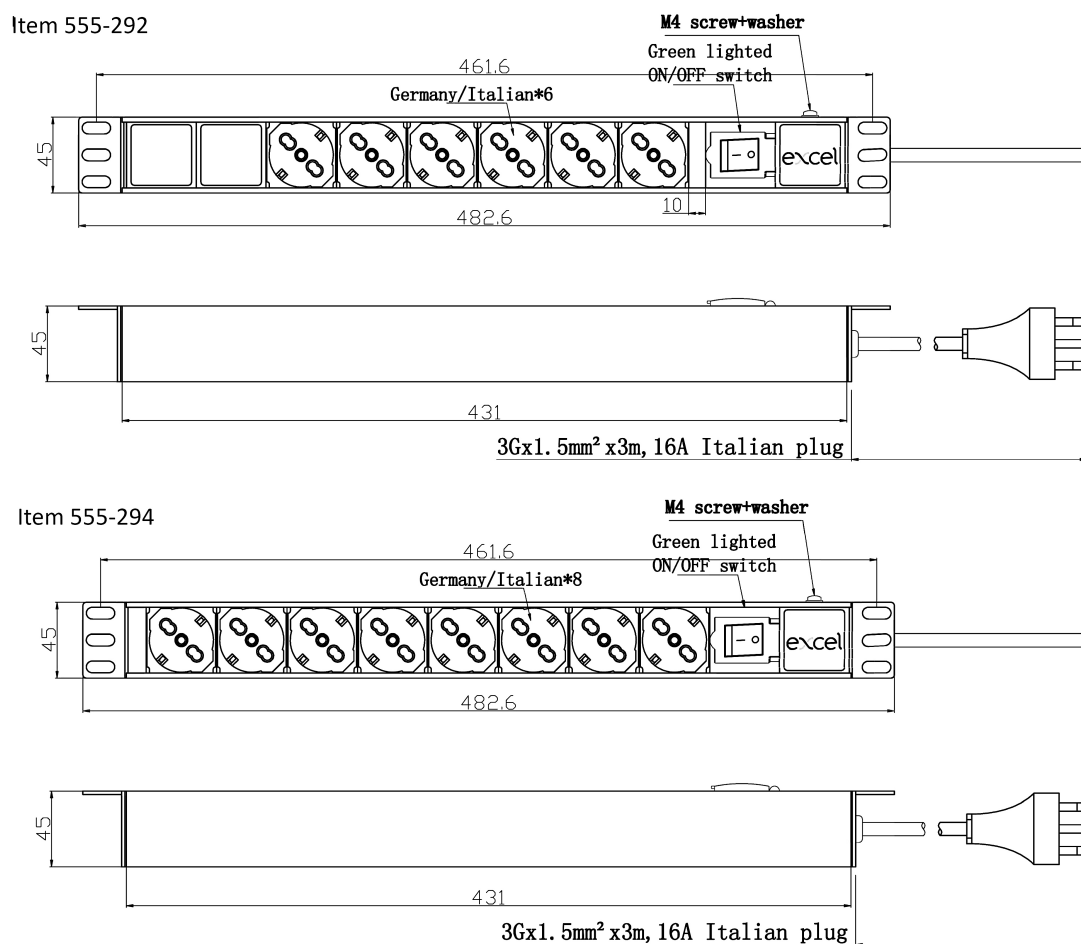 Item 555-292
M4 screw+washer
Green lighted
ON/OFF switch
461.6
Germany/Italian*6
45
excel
10
482.6
45
431
3Gx1.5mm² x3m, 16A Italian plug
Item 555-294
M4 screw+washer
Green lighted
ON/OFF switch
461.6
Germany/Italian*8
45
excel
482.6
45
431
3Gx1.5mm² x3m, 16A Italian plug